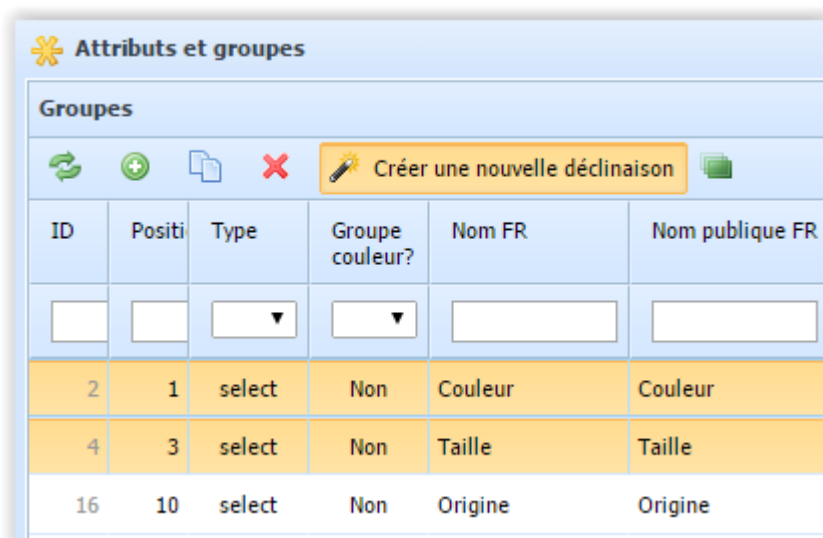 Attributs et groupes
Groupes
Créer une nouvelle déclinaison
ID Positi Type Groupe couleur? Nom FR Nom publique FR
2 1 select Non Couleur Couleur
4 3 select Non Taille Taille
16 10 select Non Origine Origine